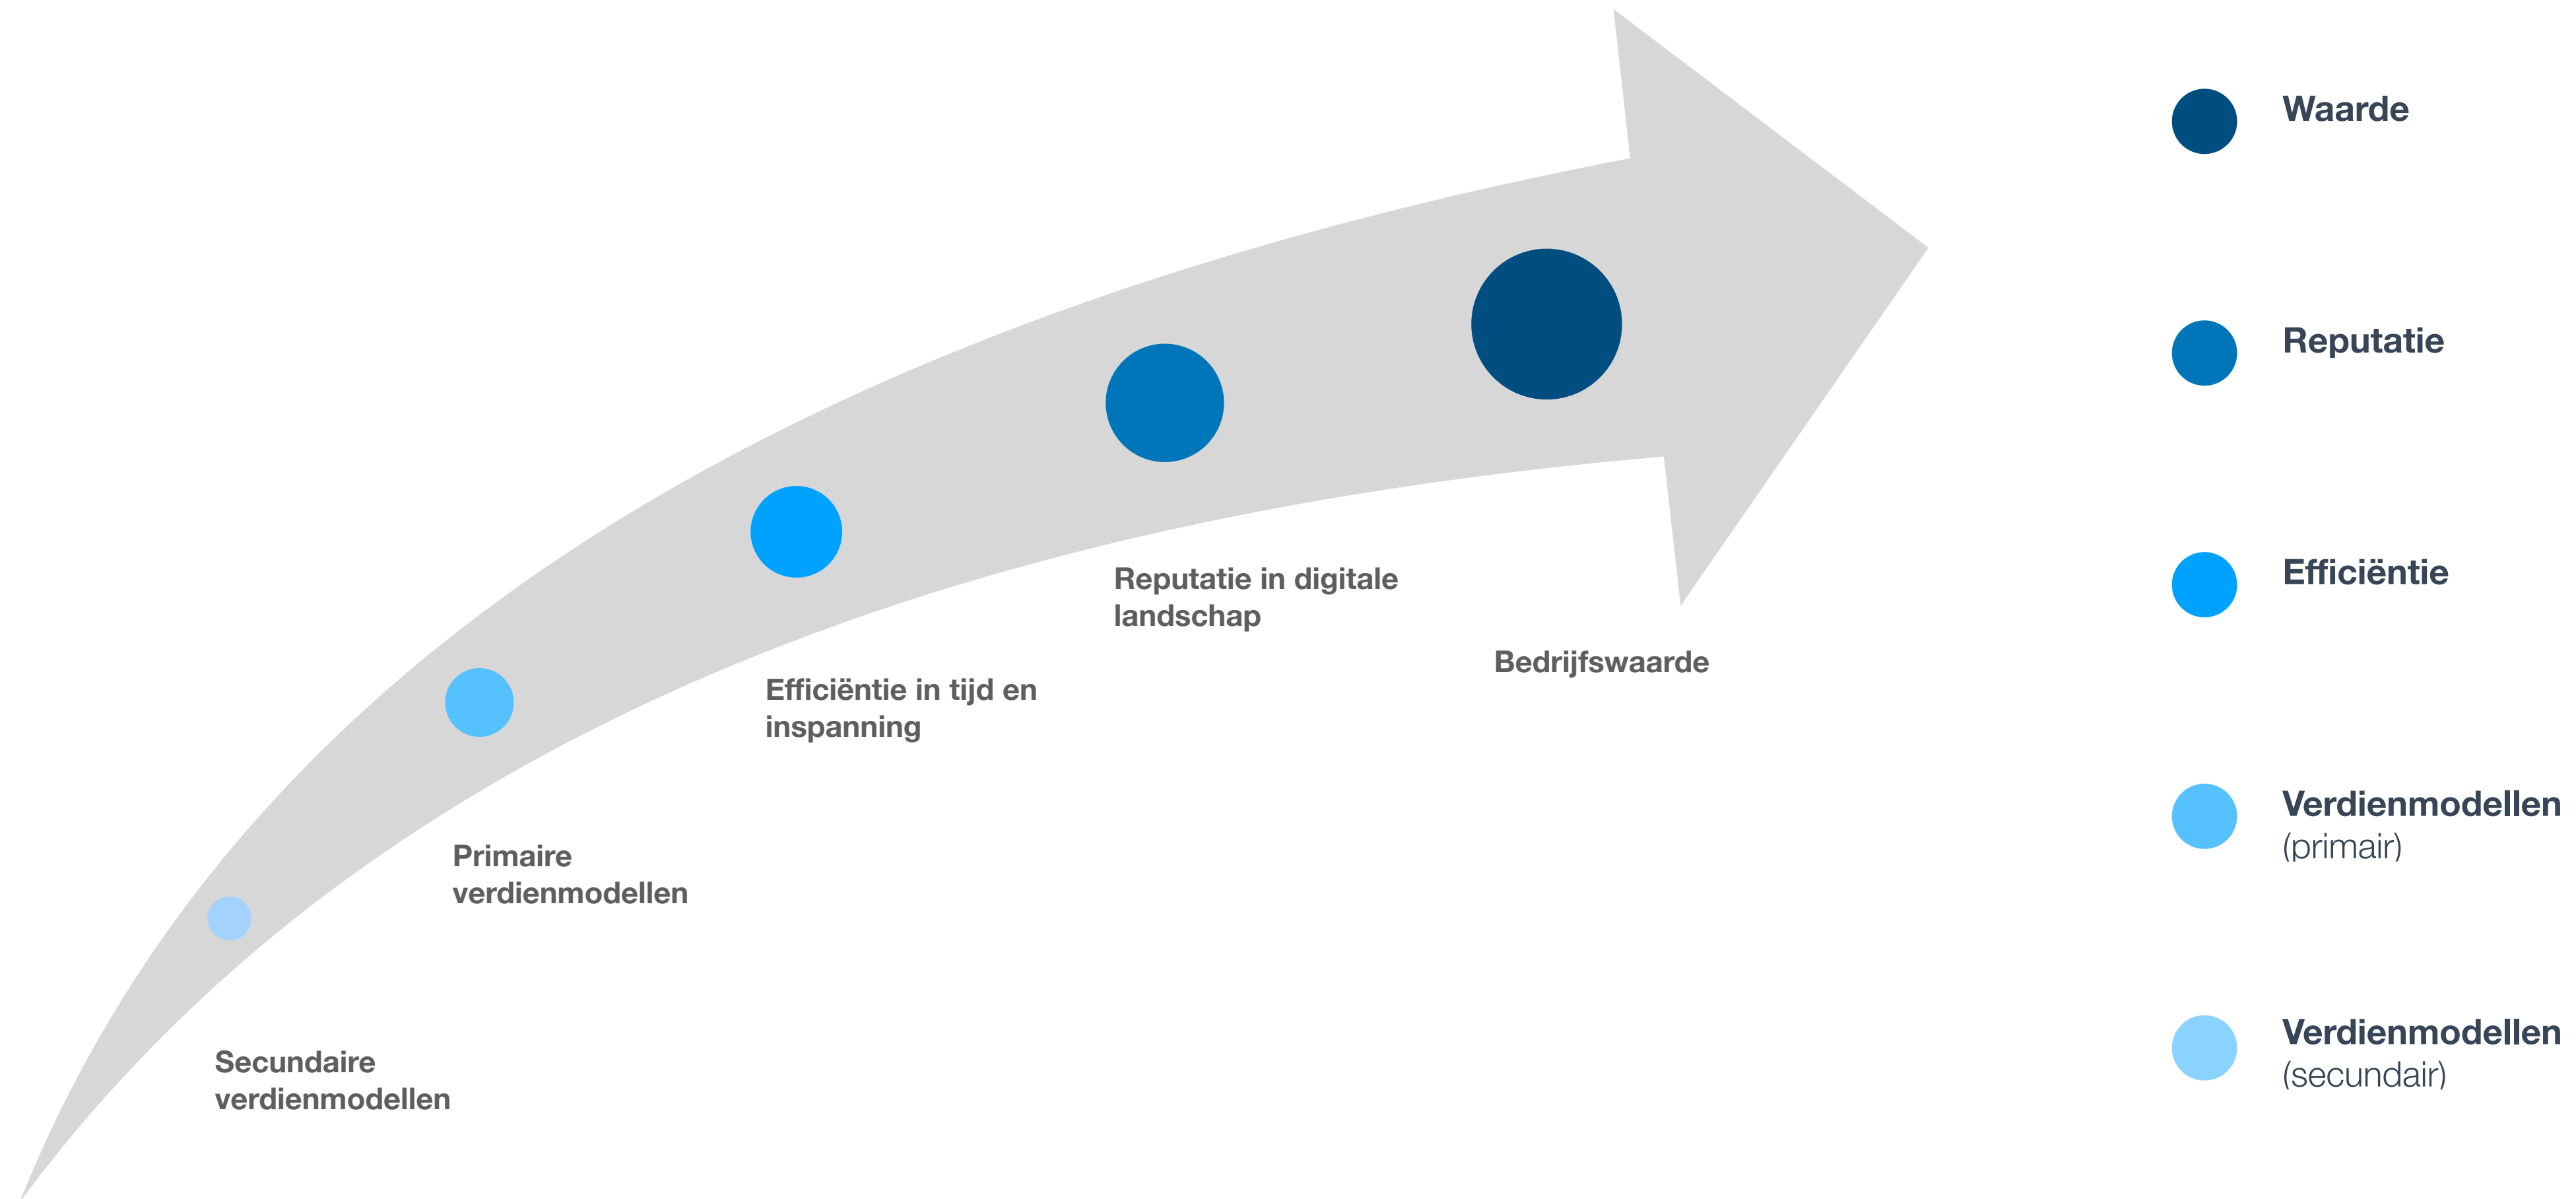 Waarde
Reputatie
Efficiëntie
Verdienmodellen
(primair)
Verdienmodellen
(secundair)
Reputatie in digitale
landschap
Bedrijfswaarde
Efficiëntie in tijd en
inspanning
Primaire
verdienmodellen
Secundaire
verdienmodellen